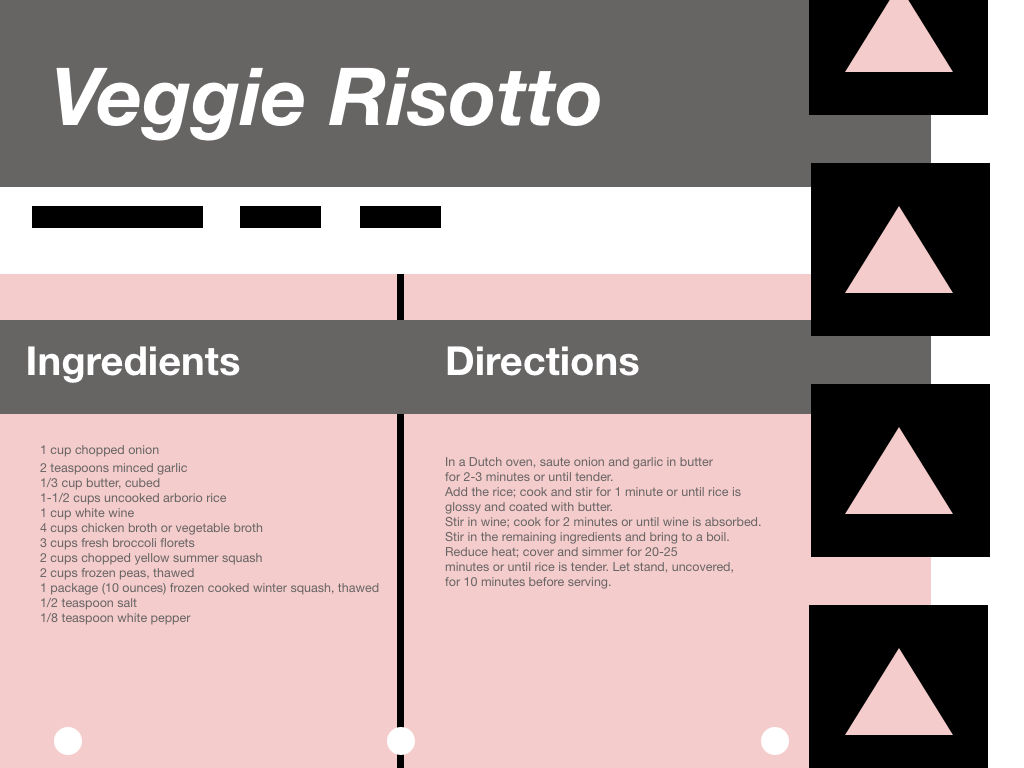 Veggie Risotto
Ingredients
1 cup chopped onion
2 teaspoons minced garlic
1/3 cup butter, cubed
1-1/2 cups uncooked arborio rice
1 cup white wine
4 cups chicken broth or vegetable broth
3 cups fresh broccoli florets
2 cups chopped yellow summer squash
2 cups frozen peas, thawed
1 package (10 ounces) frozen cooked winter squash, thawed
1/2 teaspoon salt
1/8 teaspoon white pepper
Directions
In a Dutch oven, saute onion and garlic in butter
for 2-3 minutes or until tender.
Add the rice; cook and stir for 1 minute or until rice is
glossy and coated with butter.
Stir in wine; cook for 2 minutes or until wine is absorbed.
Stir in the remaining ingredients and bring to a boil.
Reduce heat; cover and simmer for 20-25
minutes or until rice is tender. Let stand, uncovered,
for 10 minutes before serving.